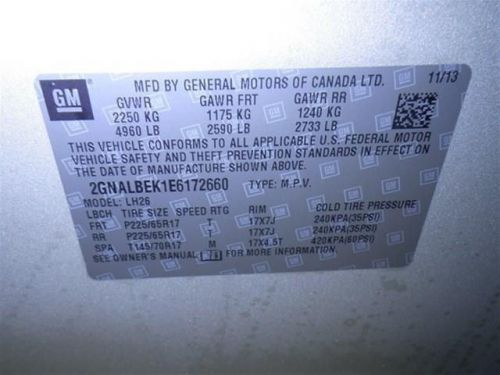 GM MFD BY GENERAL MOTORS OF CANADA LTD. 11/13
GVWR GAWR FRT GAWR RR
2250 KG 1175 KG 1240 KG
4960 LB 2590 LB 2733 LB
THIS VEHICLE CONFORMS TO ALL APPLICABLE U.S. FEDERAL MOTOR
VEHICLE SAFETY AND THEFT PREVENTION STANDARDS IN EFFECT ON THE
DATE OF MANUFACTURE SHOWN ABOVE.
2GNALBEK1E6172660 TYPE: M.P.V.
MODEL: LH26
LBCH TIRE SIZE SPEED RTG RIM COLD TIRE PRESSURE
FRT P225/65R17 T 17X7J 240KPA(35PSI)
RR P225/65R17 T 17X7J 240KPA(35PSI)
SPA T145/70R17 M 17X4.5T 420KPA(60PSI)
SEE OWNER'S MANUAL FOR MORE INFORMATION.